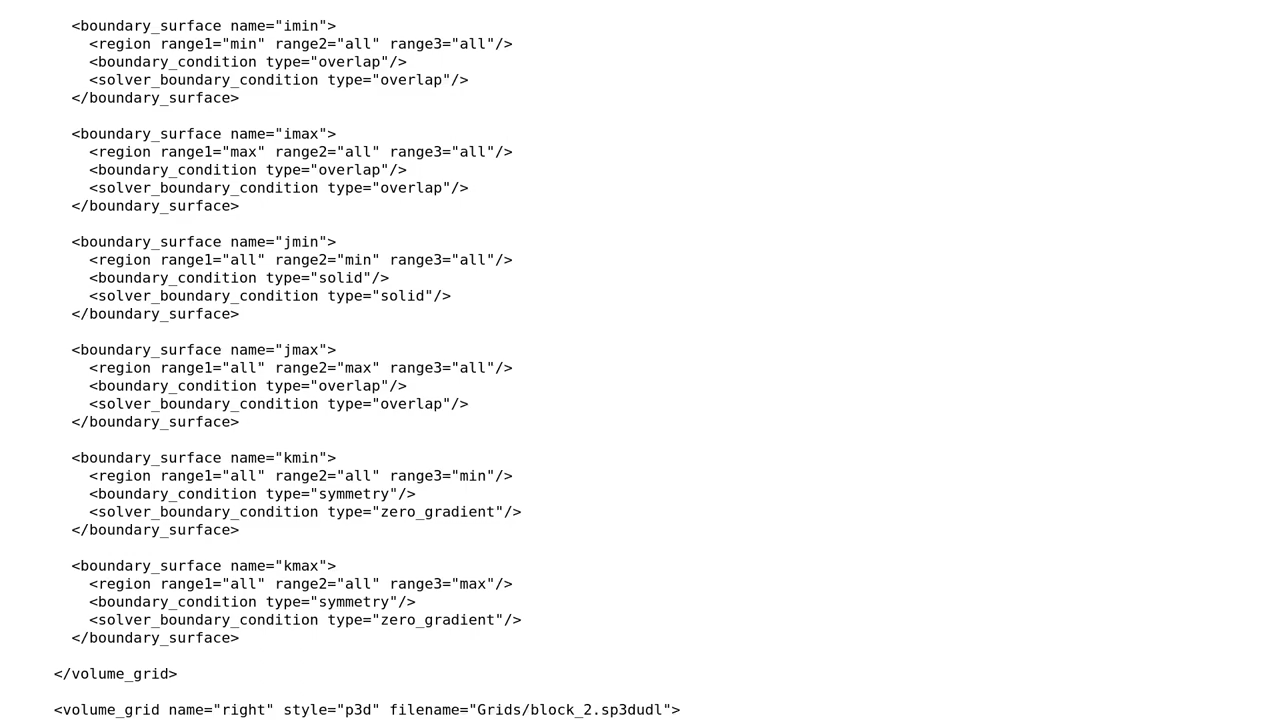 <boundary_surface name="imin">
<region range1="min" range2="all" range3="all"/>
<boundary_condition type="overlap"/>
<solver_boundary_condition type="overlap"/>
</boundary_surface>
<boundary_surface name="imax">
<region range1="max" range2="all" range3="all"/>
<boundary_condition type="overlap"/>
<solver_boundary_condition type="overlap"/>
</boundary_surface>
<boundary_surface name="jmin">
<region range1="all" range2="min" range3="all"/>
<boundary_condition type="solid"/>
<solver_boundary_condition type="solid"/>
</boundary_surface>
<boundary_surface name="jmax">
<region range1="all" range2="max" range3="all"/>
<boundary_condition type="overlap"/>
<solver_boundary_condition type="overlap"/>
</boundary_surface>
<boundary_surface name="kmin">
<region range1="all" range2="all" range3="min"/>
<boundary_condition type="symmetry"/>
<solver_boundary_condition type="zero_gradient"/>
</boundary_surface>
<boundary_surface name="kmax">
<region range1="all" range2="all" range3="max"/>
<boundary_condition type="symmetry"/>
<solver_boundary_condition type="zero_gradient"/>
</boundary_surface>
</volume_grid>
<volume_grid name="right" style="p3d" filename="Grids/block_2.sp3dudl">